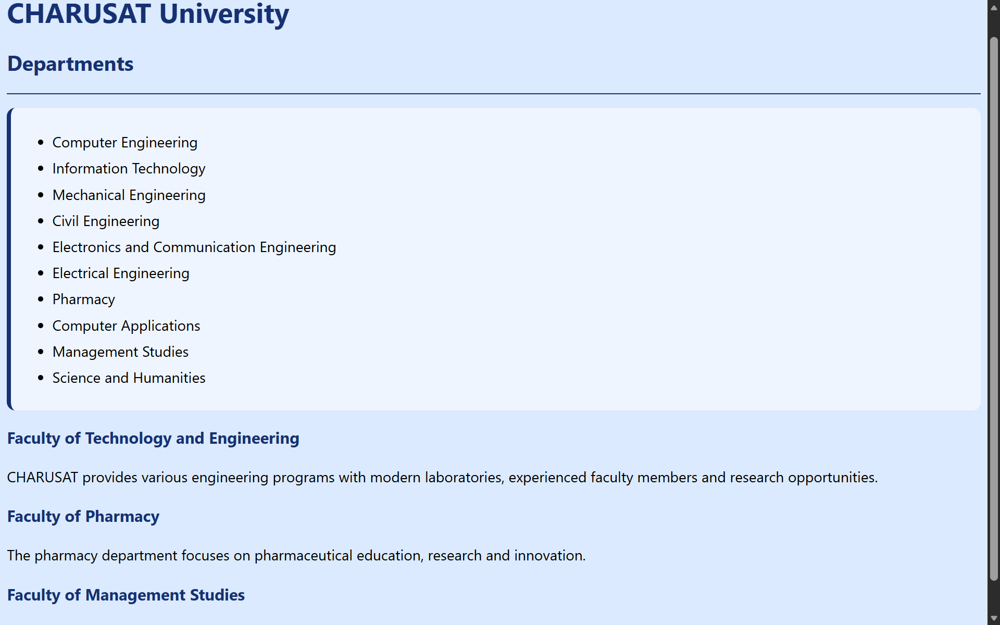 CHARUSAT University
Departments
Computer Engineering
Information Technology
Mechanical Engineering
Civil Engineering
Electronics and Communication Engineering
Electrical Engineering
Pharmacy
Computer Applications
Management Studies
Science and Humanities
Faculty of Technology and Engineering
CHARUSAT provides various engineering programs with modern laboratories, experienced faculty members and research opportunities.
Faculty of Pharmacy
The pharmacy department focuses on pharmaceutical education, research and innovation.
Faculty of Management Studies